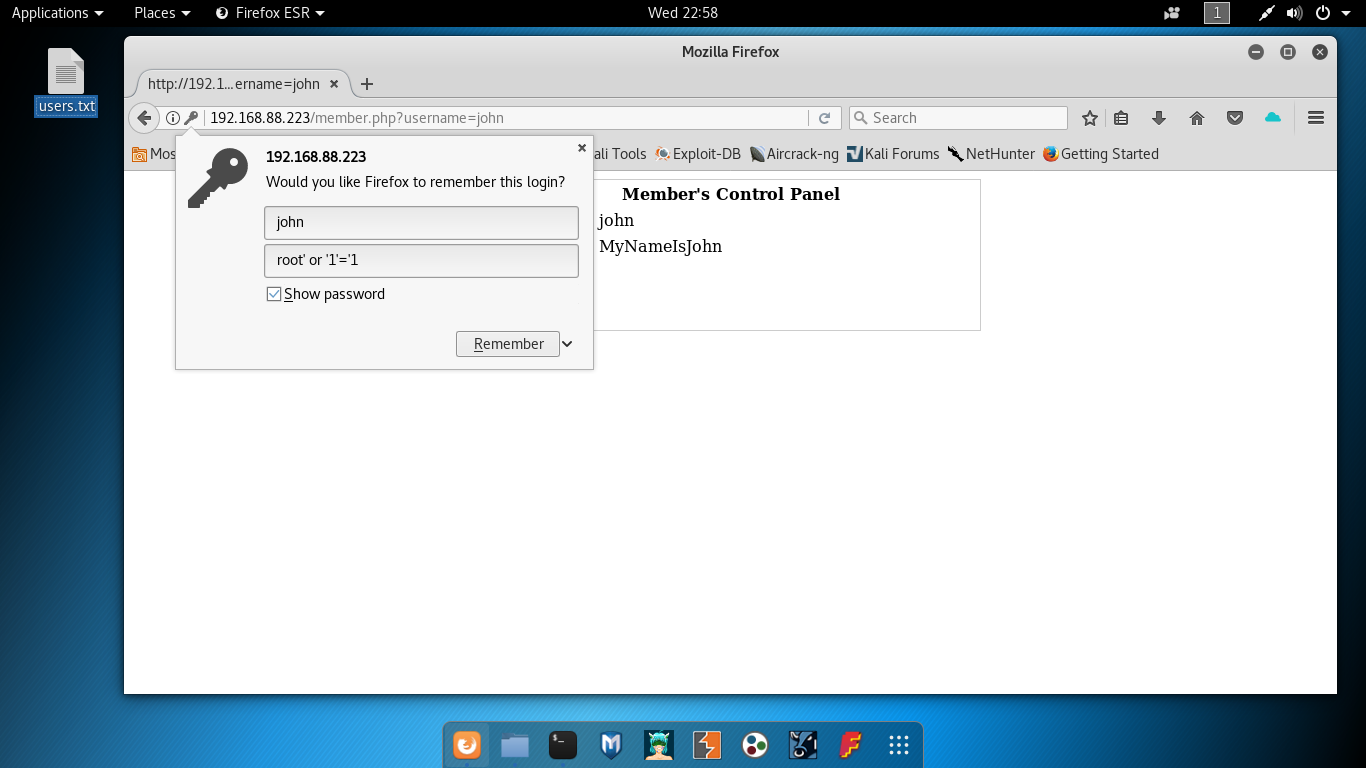 Applications Places Firefox ESR Wed 22:58 1
users.txt
Mozilla Firefox
http://192.1...ername=john
192.168.88.223/member.php?username=john Search
Mos ali Tools Exploit-DB Aircrack-ng Kali Forums NetHunter Getting Started
192.168.88.223
Would you like Firefox to remember this login?
john
root' or '1'='1
Show password
Remember
Member's Control Panel
john
MyNameIsJohn